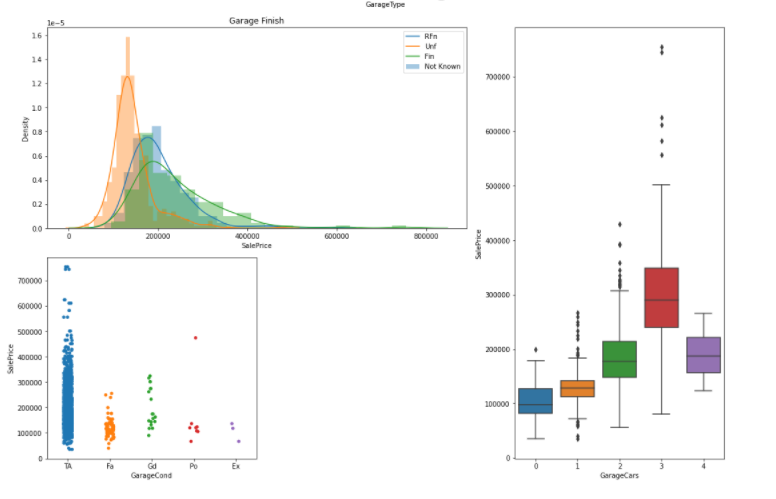 GarageType
Garage Finish
1e−5
RFn
Unf
Fin
Not Known
1.6
1.4
1.2
1.0
0.8
0.6
0.4
0.2
0.0
Density
0
200000
400000
600000
800000
SalePrice
700000
600000
500000
400000
300000
200000
100000
0
SalePrice
TA
Fa
Gd
Po
Ex
GarageCond
700000
600000
500000
400000
300000
200000
100000
SalePrice
0
1
2
3
4
GarageCars